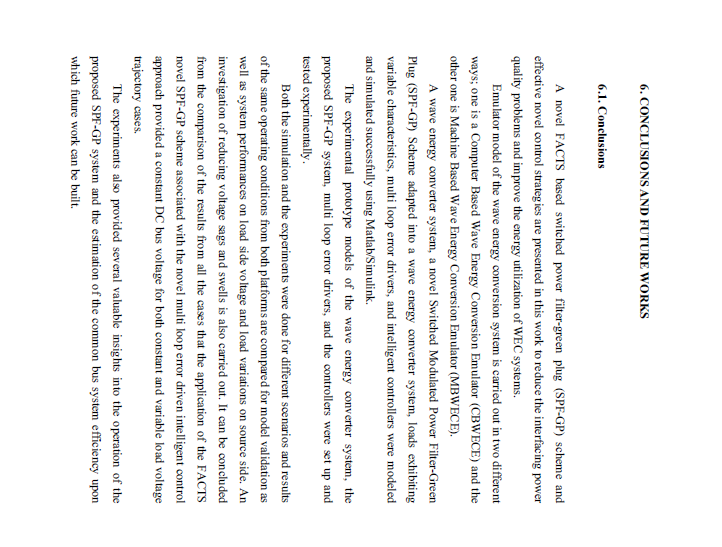 6. CONCLUSIONS AND FUTURE WORKS
6.1. Conclusions
A novel FACTS based switched power filter-green plug (SPF-GP) scheme and
effective novel control strategies are presented in this work to reduce the interfacing power
quality problems and improve the energy utilization of WEC systems.
Emulator model of the wave energy conversion system is carried out in two different
ways; one is a Computer Based Wave Energy Conversion Emulator (CBWECE) and the
other one is Machine Based Wave Energy Conversion Emulator (MBWECE).
A wave energy converter system, a novel Switched Modulated Power Filter-Green
Plug (SPF-GP) Scheme adapted into a wave energy converter system, loads exhibiting
variable characteristics, multi loop error drivers, and intelligent controllers were modeled
and simulated successfully using Matlab/Simulink.
The experimental prototype models of the wave energy converter system, the
proposed SPF-GP system, multi loop error drivers, and the controllers were set up and
tested experimentally.
Both the simulation and the experiments were done for different scenarios and results
of the same operating conditions from both platforms are compared for model validation as
well as system performances on load side voltage and load variations on source side. An
investigation of reducing voltage sags and swells is also carried out. It can be concluded
from the comparison of the results from all the cases that the application of the FACTS
novel SPF-GP scheme associated with the novel multi loop error driven intelligent control
approach provided a constant DC bus voltage for both constant and variable load voltage
trajectory cases.
The experiments also provided several valuable insights into the operation of the
proposed SPF-GP system and the estimation of the common bus system efficiency upon
which future work can be built.